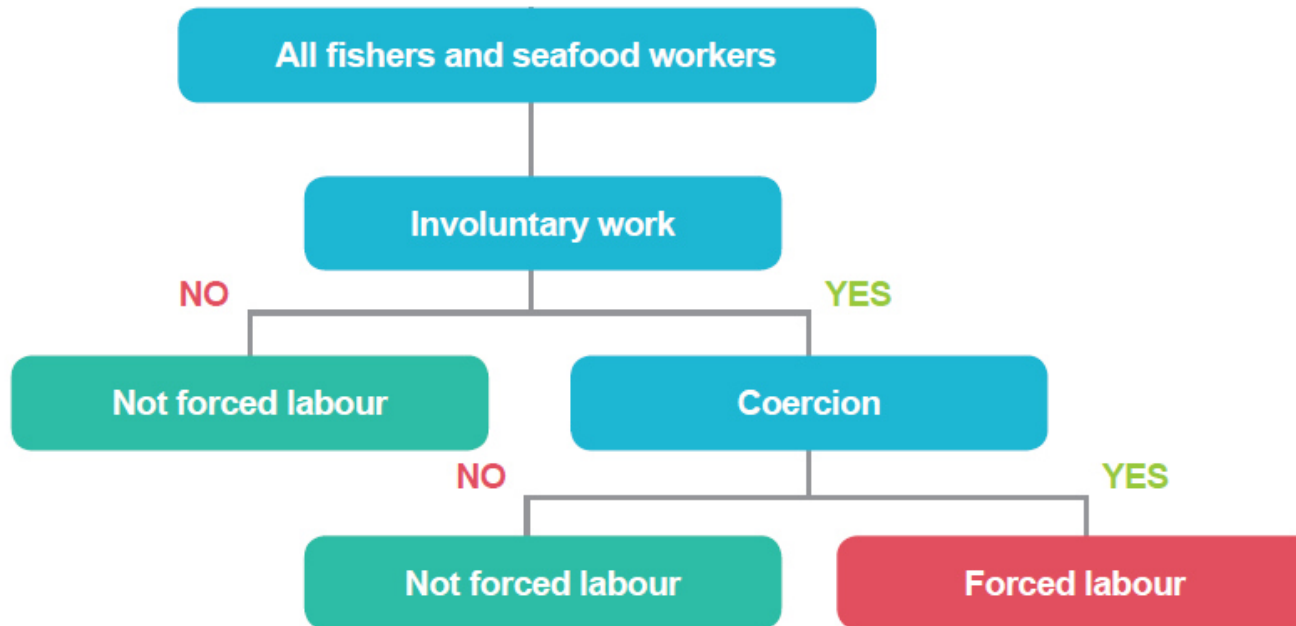 All fishers and seafood workers
Involuntary work
NO
YES
Not forced labour
Coercion
NO
YES
Not forced labour
Forced labour